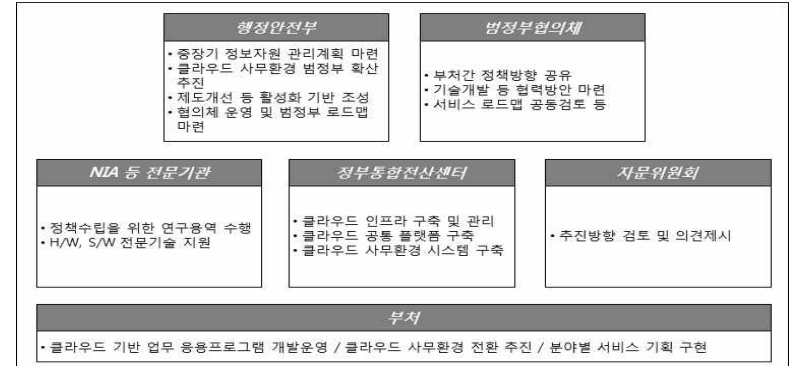 행정안전부
• 중장기 정보자원 관리계획 마련
• 클라우드 사무환경 범정부 확산
추진
• 제도개선 등 활성화 기반 조성
• 협의체 운영 및 범정부 로드맵
마련
범정부협의체
• 부처간 정책방향 공유
• 기술개발 등 협력방안 마련
• 서비스 로드맵 공동검토 등
NIA 등 전문기관
• 정책수립을 위한 연구용역 수행
• H/W, S/W 전문기술 지원
정부통합전산센터
• 클라우드 인프라 구축 및 관리
• 클라우드 공통 플랫폼 구축
• 클라우드 사무환경 시스템 구축
자문위원회
• 추진방향 검토 및 의견제시
부처
• 클라우드 기반 업무 응용프로그램 개발운영 / 클라우드 사무환경 전환 추진 / 분야별 서비스 기획 구현